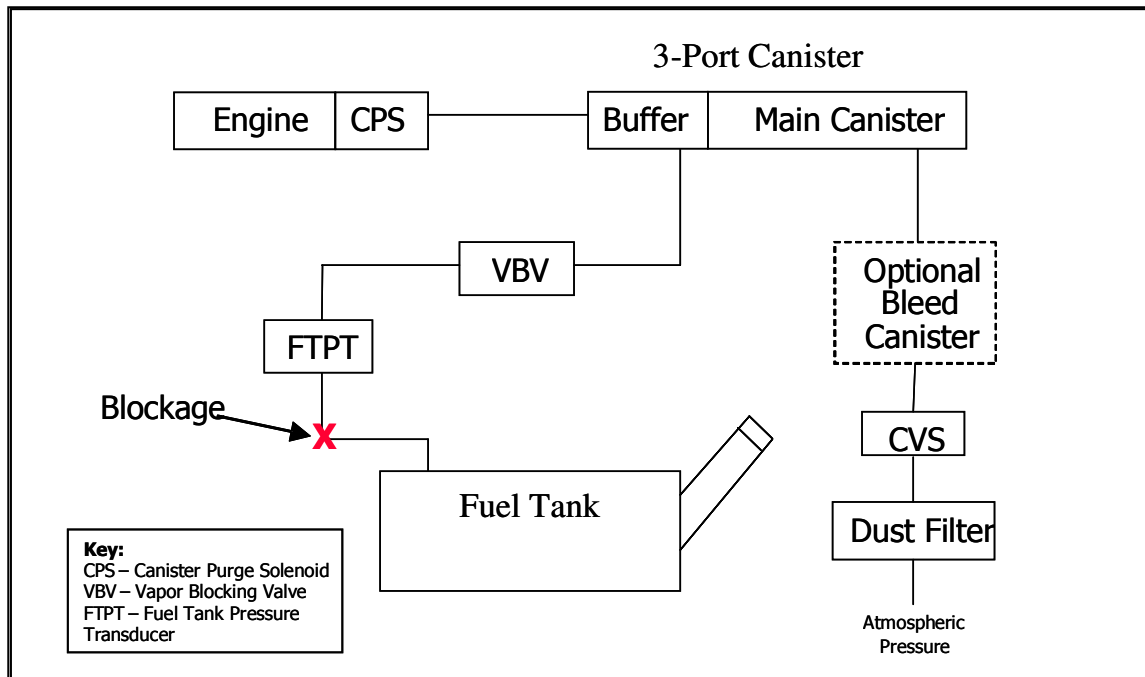 3-Port Canister
Engine
CPS
Buffer
Main Canister
VBV
Optional
Bleed
Canister
FTPT
Blockage
X
CVS
Fuel Tank
Dust Filter
Key:
CPS – Canister Purge Solenoid
VBV – Vapor Blocking Valve
FTPT – Fuel Tank Pressure
Transducer
Atmospheric
Pressure